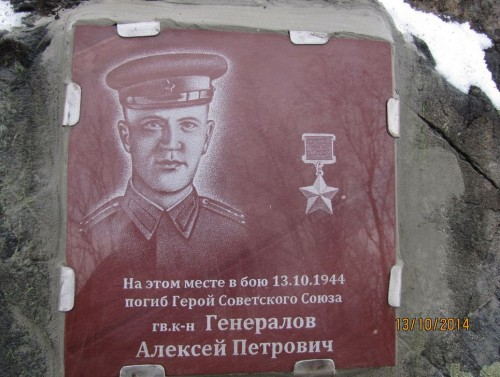 На этом месте в бою 13.10.1944
погиб Герой Советского Союза
гв.к-н Генералов
Алексей Петрович
13/10/2014